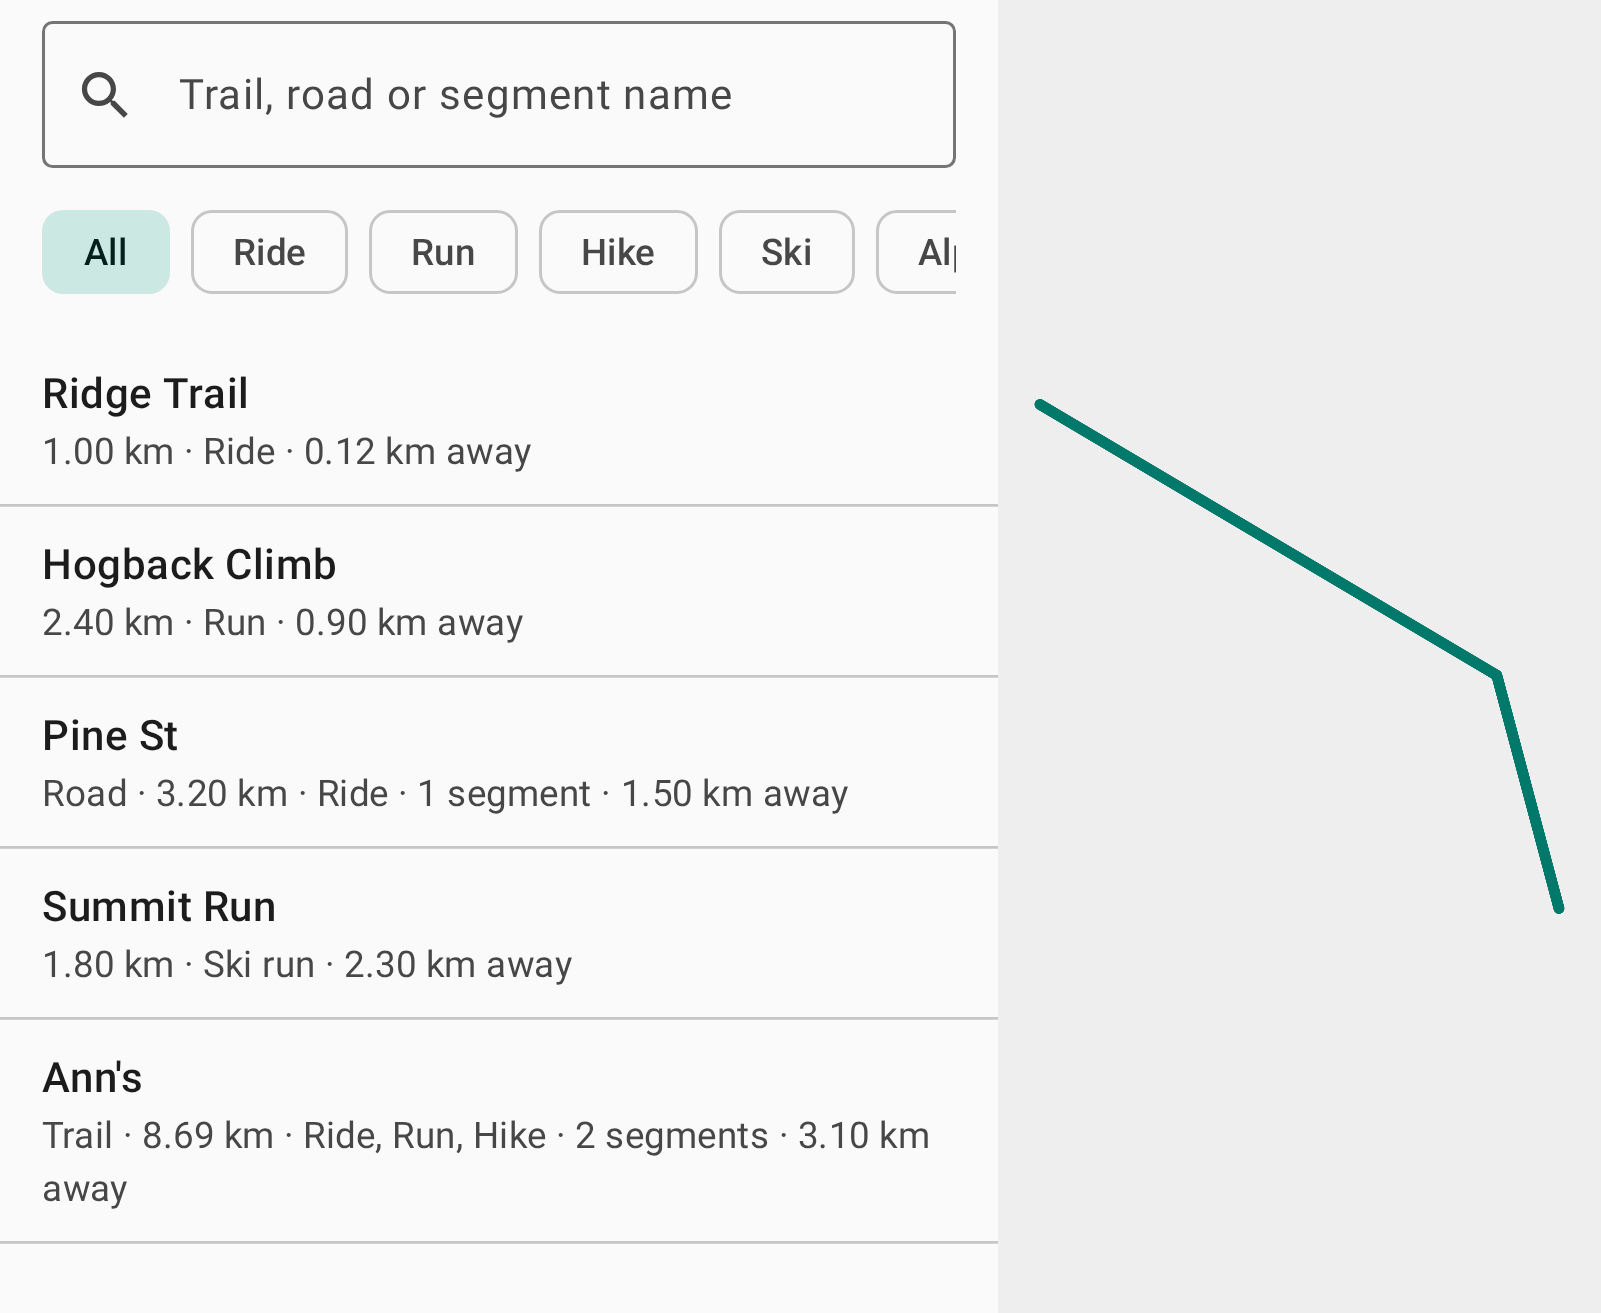 Trail, road or segment name
All Ride Run Hike Ski
Ridge Trail
1.00 km · Ride · 0.12 km away
Hogback Climb
2.40 km · Run · 0.90 km away
Pine St
Road · 3.20 km · Ride · 1 segment · 1.50 km away
Summit Run
1.80 km · Ski run · 2.30 km away
Ann's
Trail · 8.69 km · Ride, Run, Hike · 2 segments · 3.10 km
away